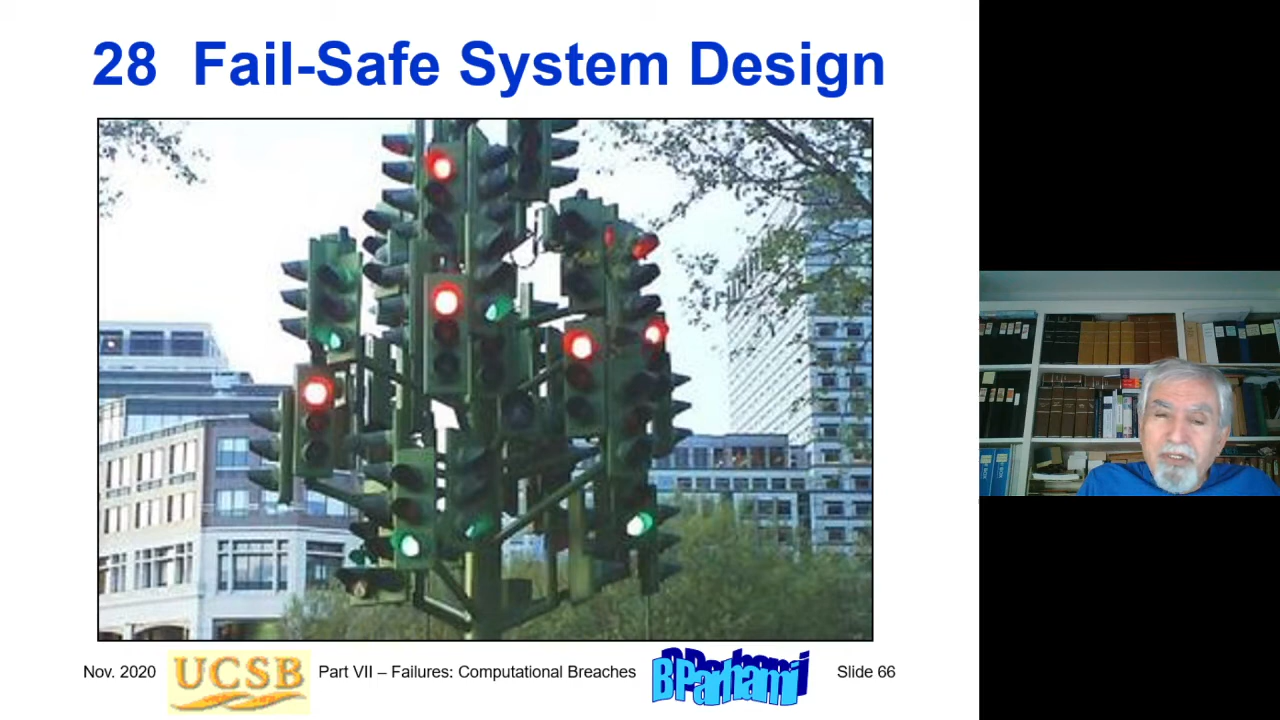 28 Fail-Safe System Design
Nov. 2020
UCSB
Part VII – Failures: Computational Breaches
B Parhami
Slide 66